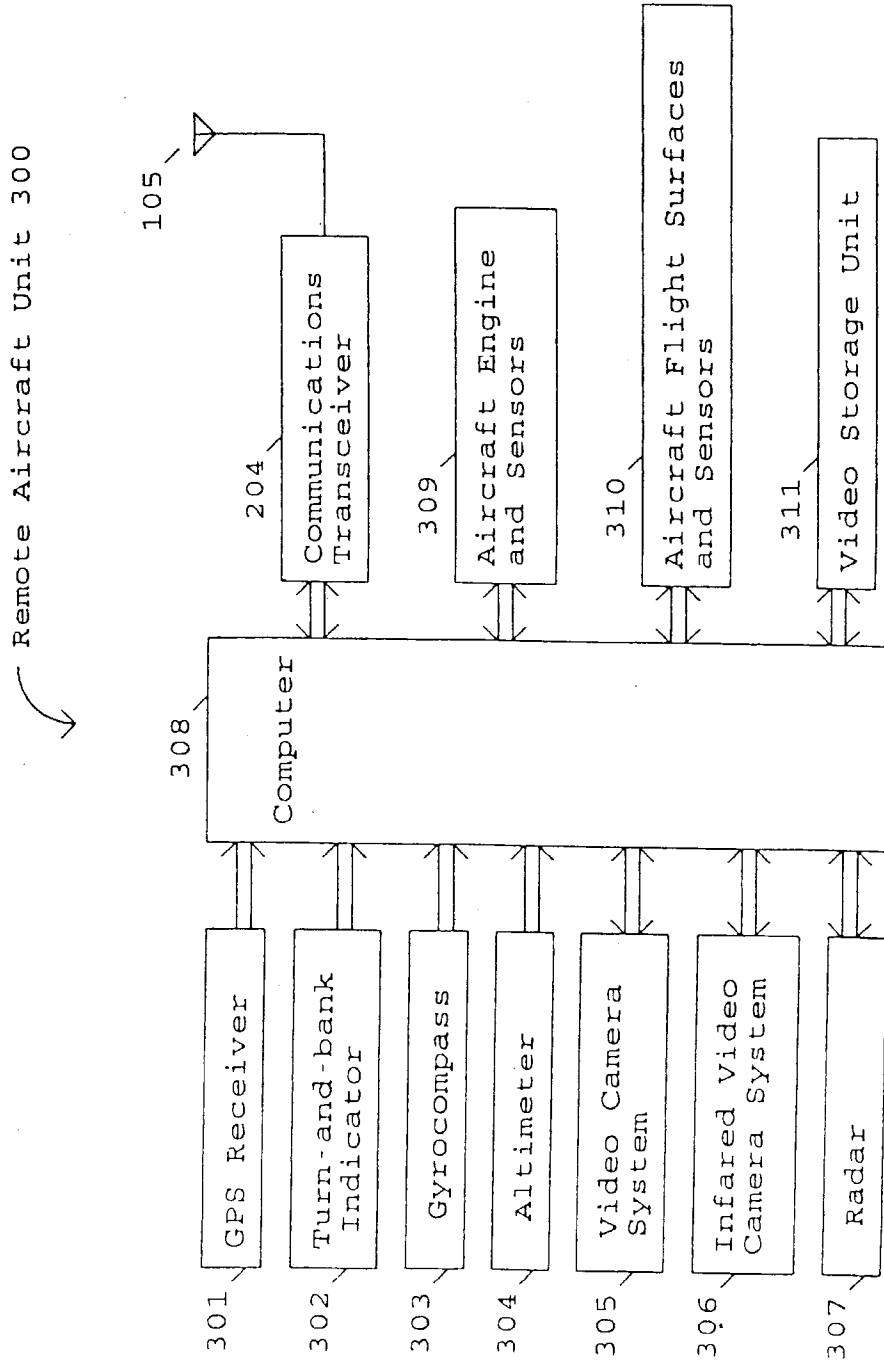 Remote Aircraft Unit 300
301
GPS Receiver
302
Turn-and-bank
Indicator
303
Gyrocompass
304
Altimeter
305
Video Camera
System
306
Infared Video
Camera System
307
Radar
308
Computer
105
204
Communications
Transceiver
309
Aircraft Engine
and Sensors
310
Aircraft Flight Surfaces
and Sensors
311
Video Storage Unit